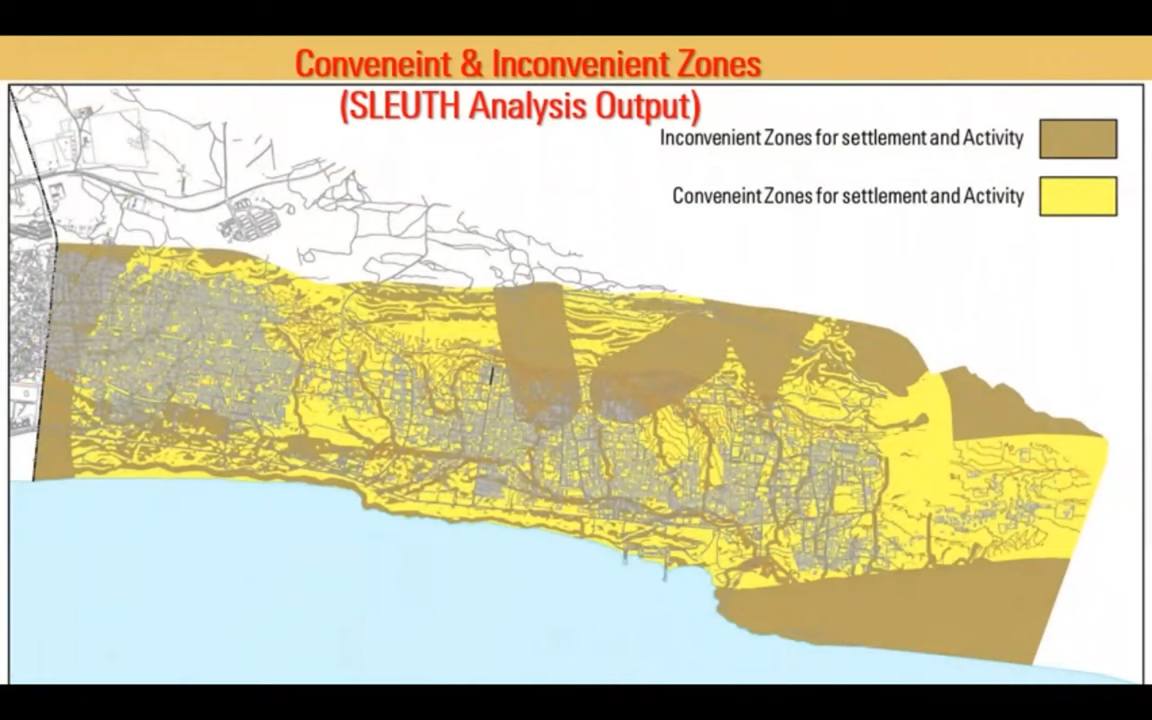 Conveneint & Inconvenient Zones
(SLEUTH Analysis Output)
Inconvenient Zones for settlement and Activity
Conveneint Zones for settlement and Activity